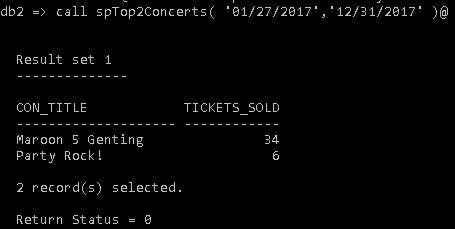 db2 => call spTop2Concerts( '01/27/2017','12/31/2017' )@
Result set 1
--------------
CON_TITLE            TICKETS_SOLD
-------------------- ------------
Maroon 5 Genting               34
Party Rock!                     6
2 record(s) selected.
Return Status = 0